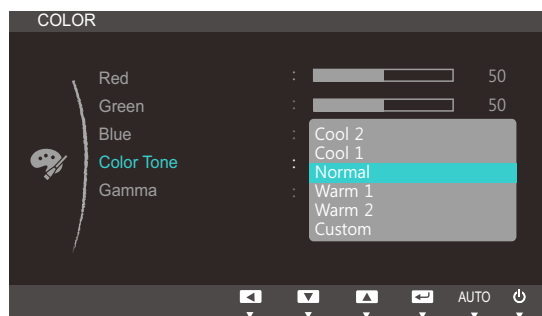 COLOR
Red : 50
Green : 50
Blue :
Color Tone :
Gamma :
Cool 2
Cool 1
Normal
Warm 1
Warm 2
Custom
AUTO